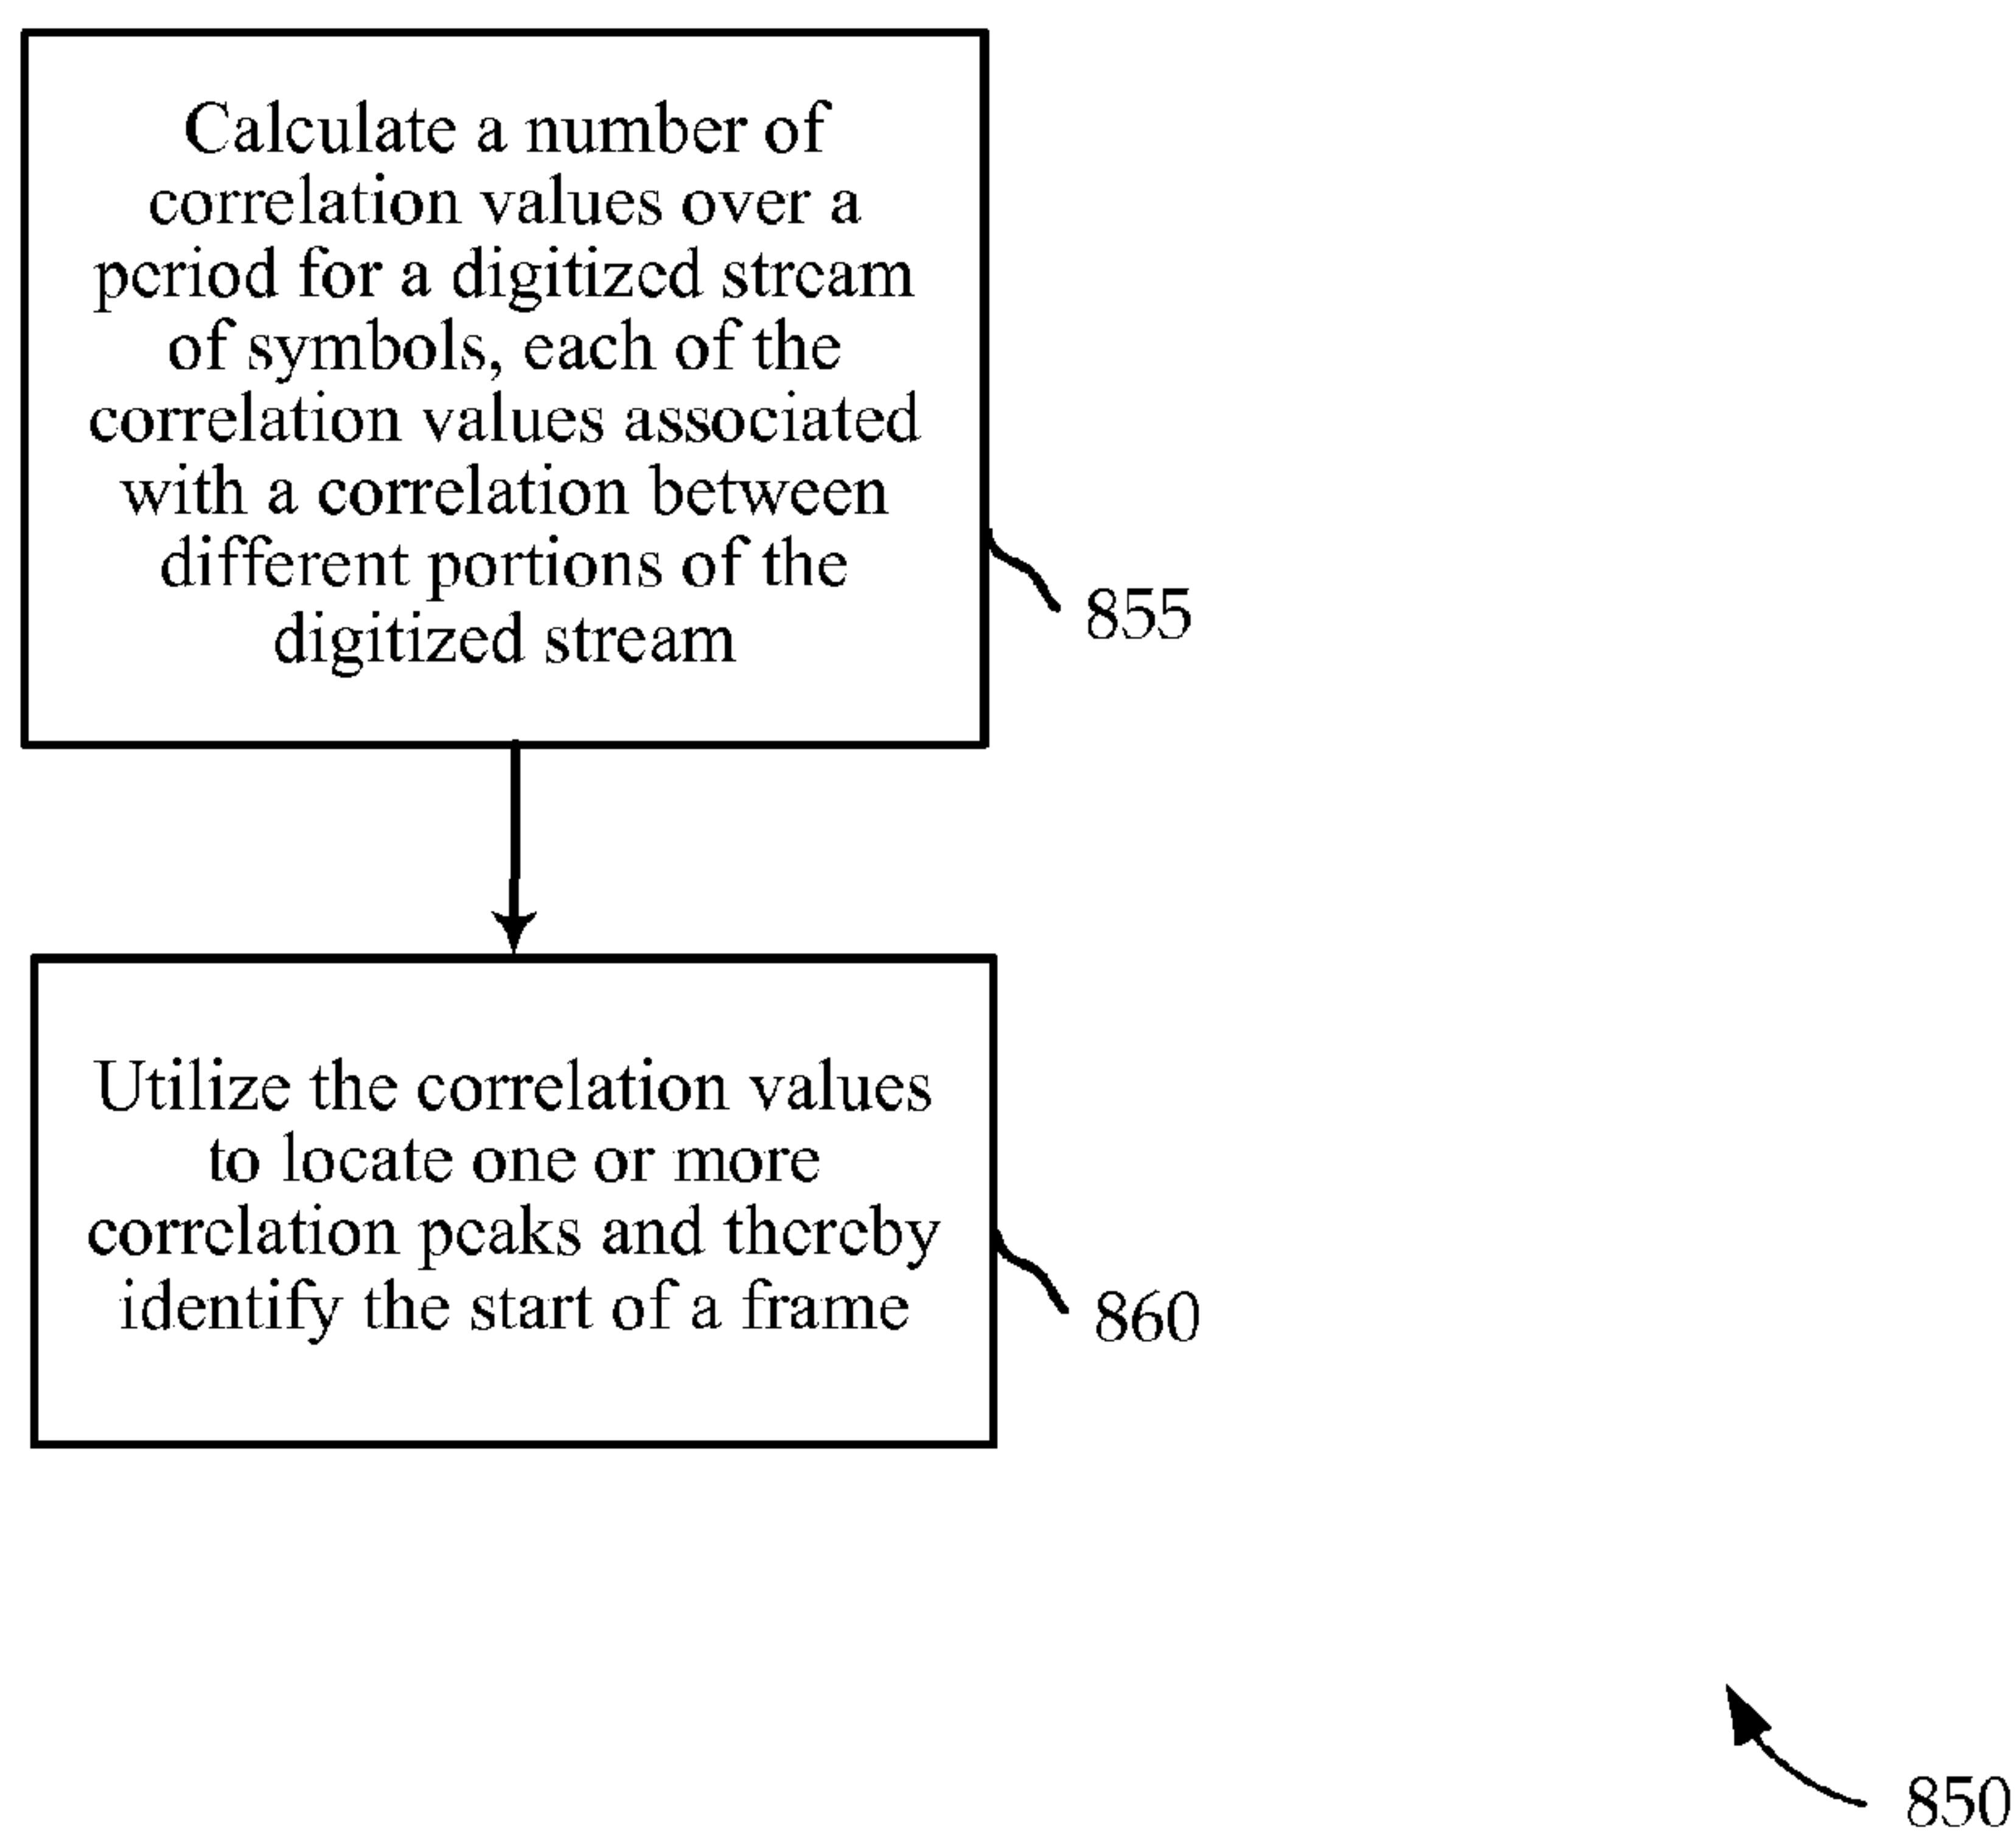 Calculate a number of
correlation values over a
period for a digitized stream
of symbols, each of the
correlation values associated
with a correlation between
different portions of the
digitized stream
855
Utilize the correlation values
to locate one or more
correlation peaks and thereby
identify the start of a frame
860
850